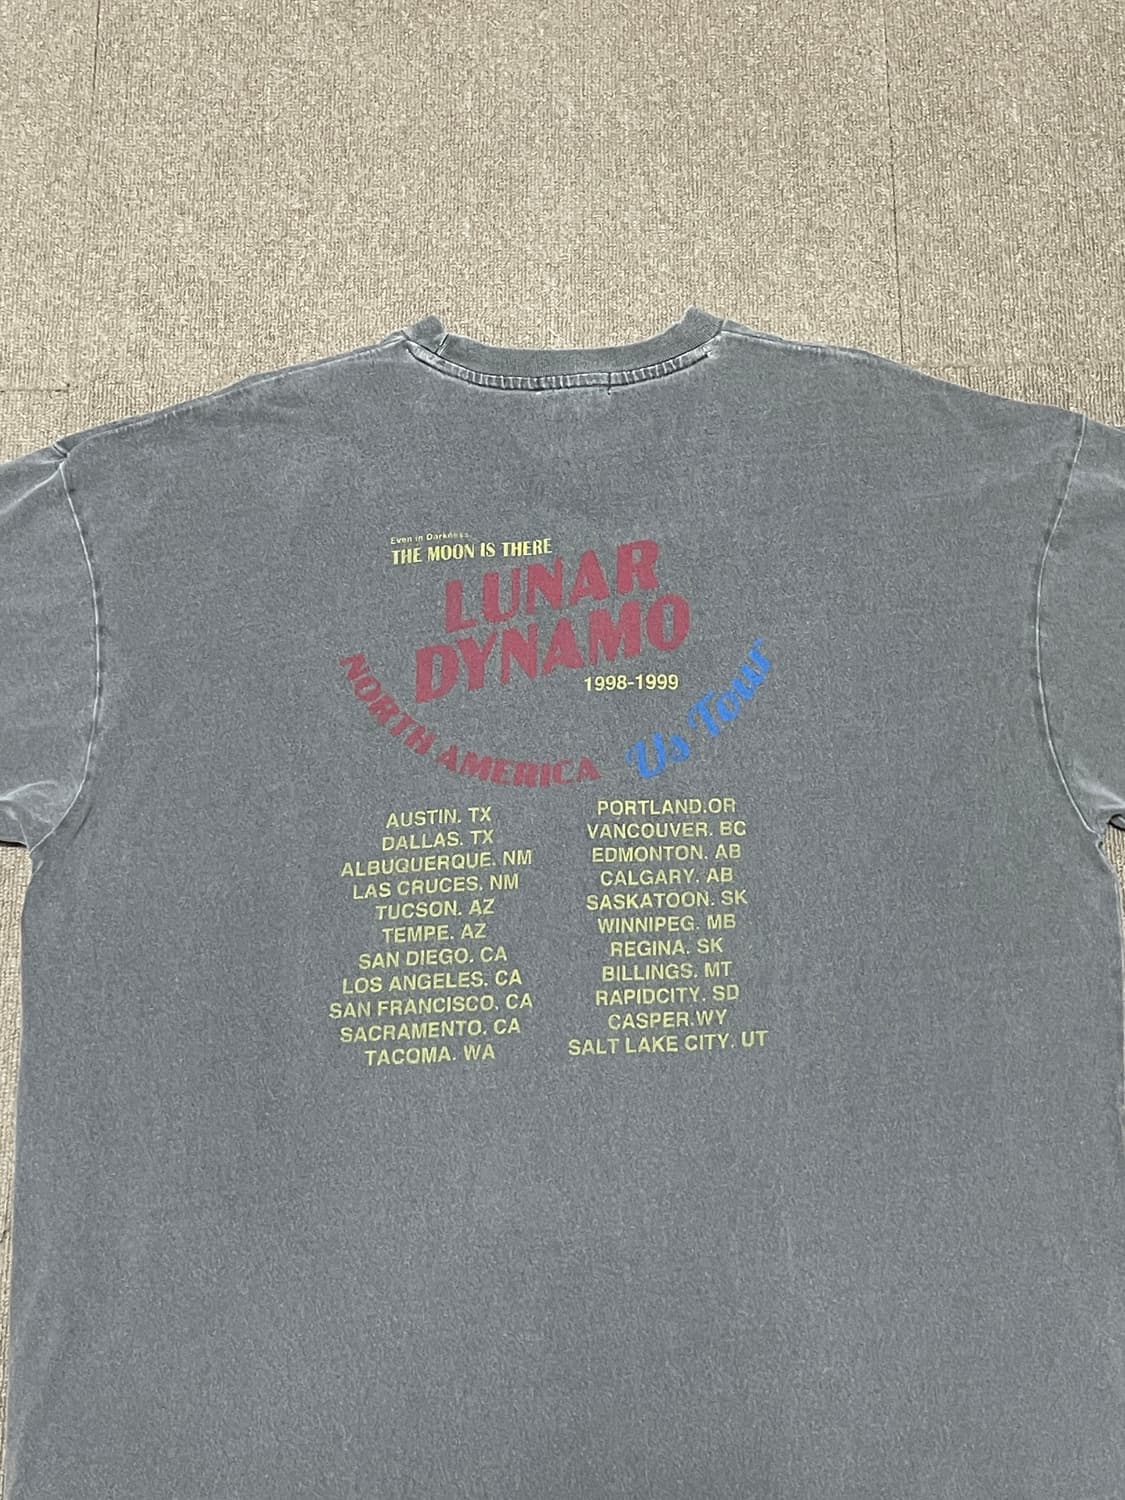 Even in Darkness,
THE MOON IS THERE
LUNAR
DYNAMO
1998-1999
NORTH AMERICA
Us Tour
AUSTIN. TX
DALLAS. TX
ALBUQUERQUE. NM
LAS CRUCES. NM
TUCSON. AZ
TEMPE. AZ
SAN DIEGO. CA
LOS ANGELES. CA
SAN FRANCISCO. CA
SACRAMENTO. CA
TACOMA. WA
PORTLAND.OR
VANCOUVER. BC
EDMONTON. AB
CALGARY. AB
SASKATOON. SK
WINNIPEG. MB
REGINA. SK
BILLINGS. MT
RAPIDCITY. SD
CASPER.WY
SALT LAKE CITY. UT